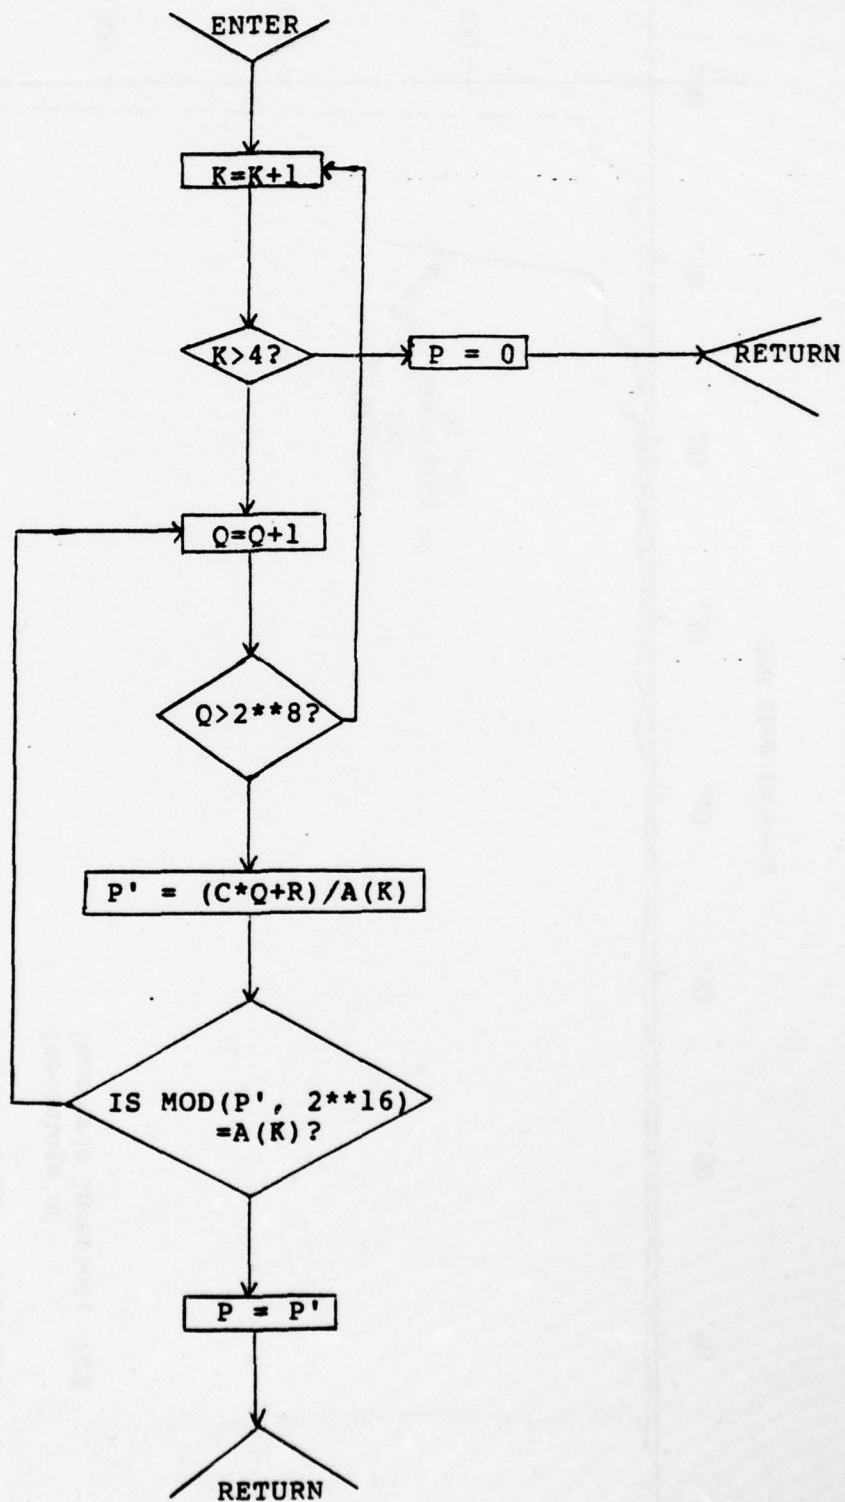 ENTER
K=K+1
K>4?
P = 0
RETURN
Q=Q+1
Q>2**8?
P' = (C*Q+R)/A(K)
IS MOD(P', 2**16)
=A(K)?
P = P'
RETURN